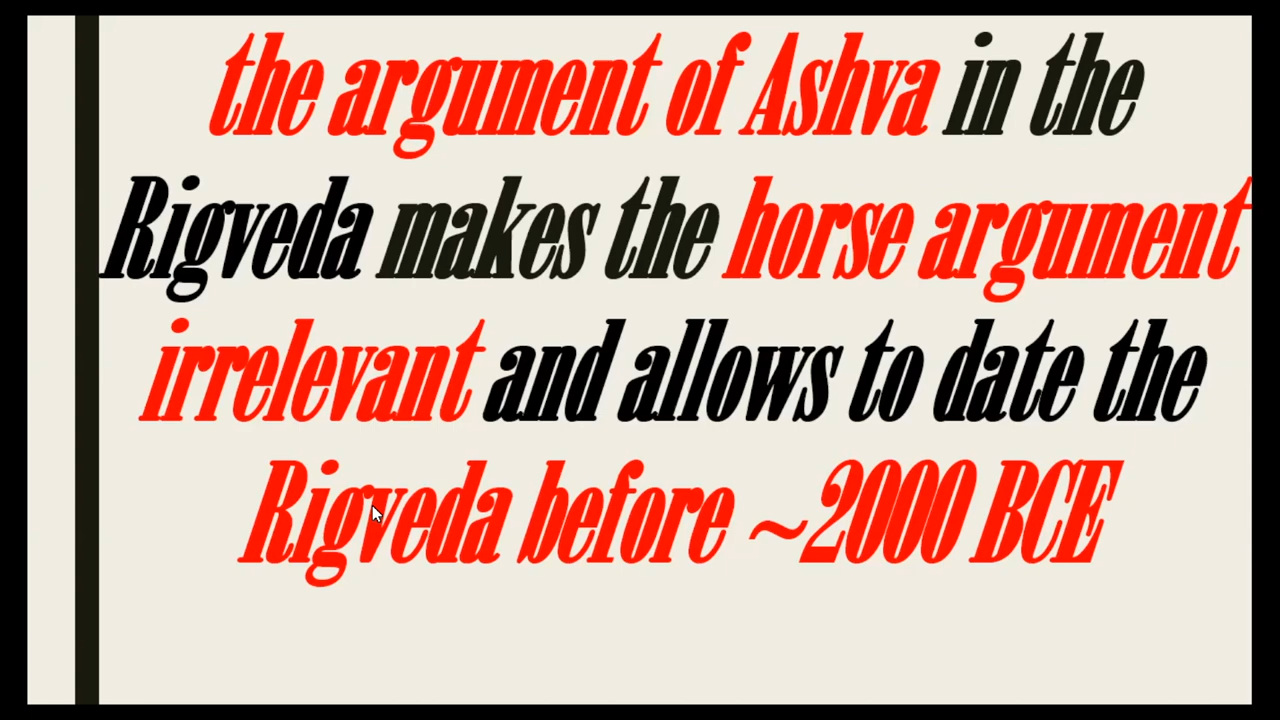 the argument of Ashva in the
Rigveda makes the horse argument
irrelevant and allows to date the
Rigveda before ~2000 BCE